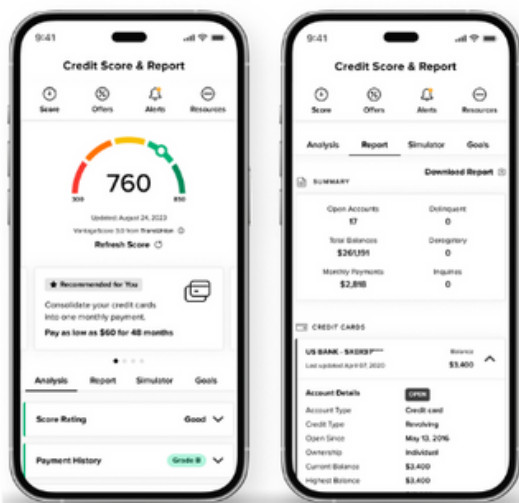 9:41
Credit Score & Report
Score Offers Alerts Resources
760
300 850
Updated: August 24, 2023
VantageScore 3.0 from TransUnion
Refresh Score
Recommended for You
Consolidate your credit cards
into one monthly payment.
Pay as low as $60 for 48 months
Analysis Report Simulator Goals
Score Rating Good
Payment History Grade B
9:41
Credit Score & Report
Score Offers Alerts Resources
Analysis Report Simulator Goals
Download Report
SUMMARY
Open Accounts Delinquent
17 0
Total Balances Derogatory
$261,191 0
Monthly Payments Inquiries
$2,818 0
CREDIT CARDS
US BANK - Balance
Last updated April 07, 2020 $3,400
Account Details OPEN
Account Type Credit card
Credit Type Revolving
Open Since May 13, 2016
Ownership Individual
Current Balance $3,400
Highest Balance $3,400